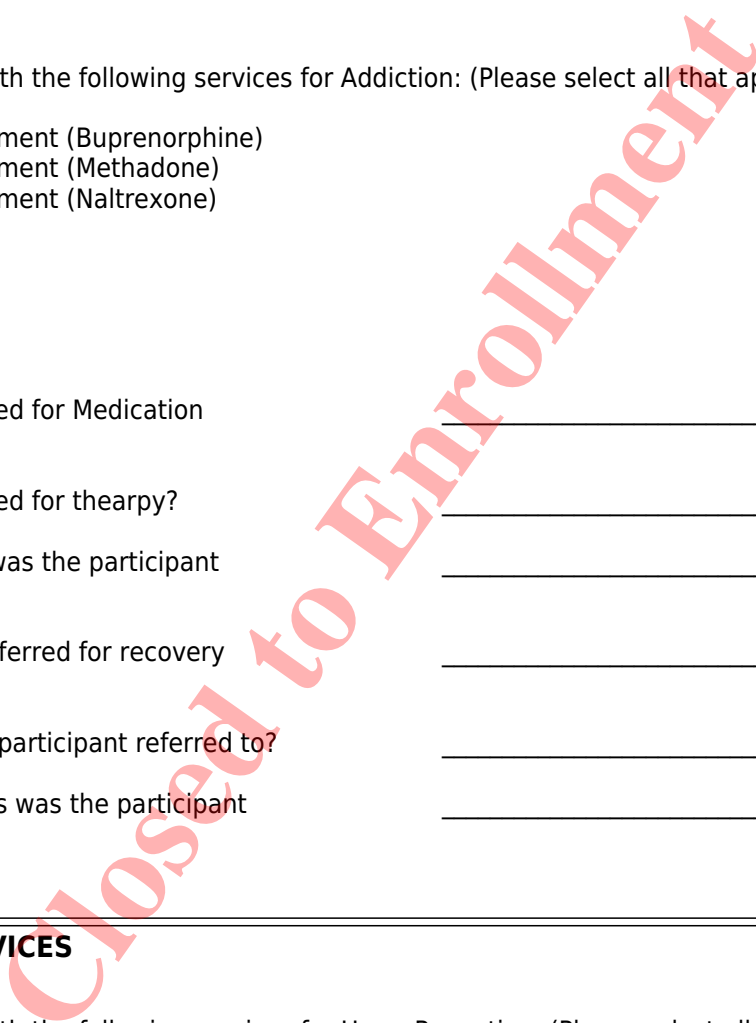 th the following services for Addiction: (Please select all that ap
ment (Buprenorphine)
ment (Methadone)
ment (Naltrexone)
ed for Medication
ed for thearpy?
was the participant
ferred for recovery
participant referred to?
s was the participant
VICES
Closed to Enrollment